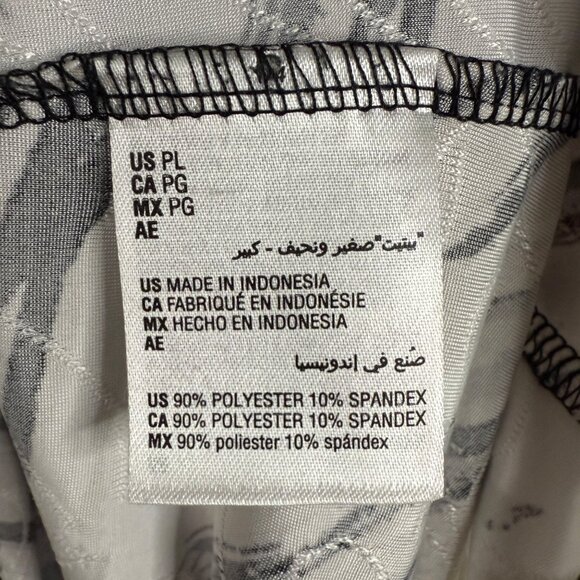 US PL
CA PG
MX PG
AE
"بيتيت"صغير ونحيف - كبير
US MADE IN INDONESIA
CA FABRIQUÉ EN INDONÉSIE
MX HECHO EN INDONESIA
AE
صُنع في إندونيسيا
US 90% POLYESTER 10% SPANDEX
CA 90% POLYESTER 10% SPANDEX
MX 90% poliester 10% spándex